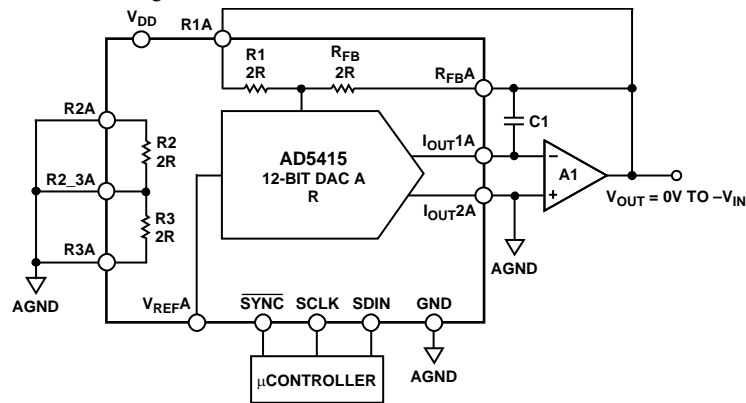 VDD
R1A
R1
2R
RFB
2R
RFBA
R2A
R2
2R
R2_3A
R3
2R
R3A
AGND
AD5415
12-BIT DAC A
R
IOUT1A
IOUT2A
C1
A1
VOUT = 0V TO –VIN
AGND
VREFA
SYNC
SCLK
SDIN
GND
AGND
μCONTROLLER